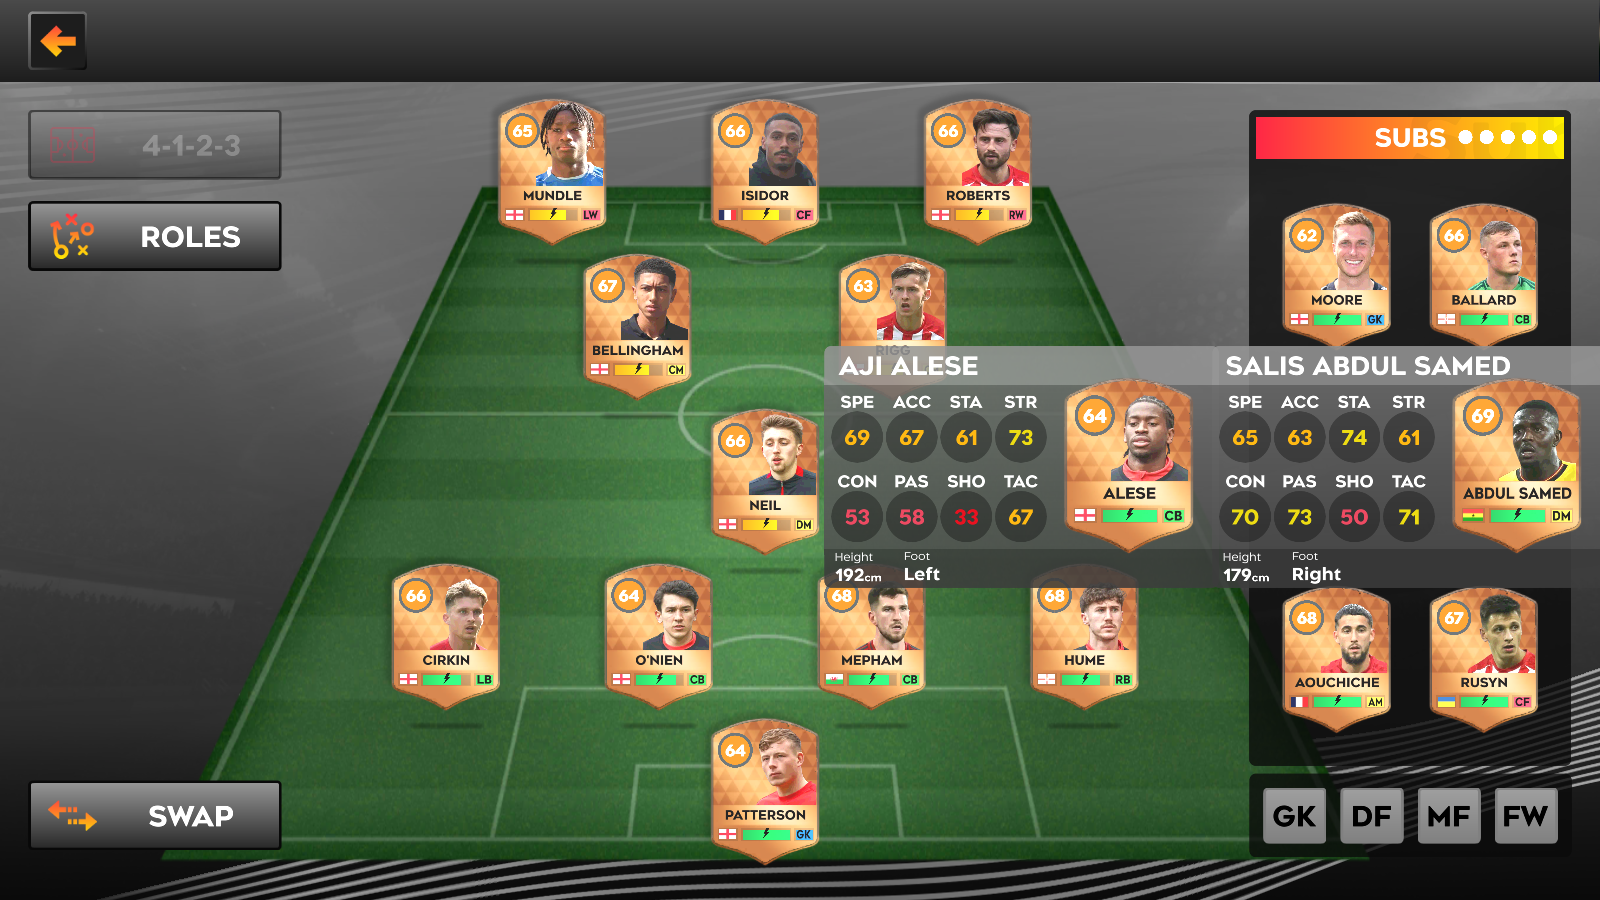 4-1-2-3
ROLES
SWAP
65
MUNDLE
LW
66
ISIDOR
CF
66
ROBERTS
RW
67
BELLINGHAM
CM
63
RIGG
66
NEIL
DM
66
CIRKIN
LB
64
O'NIEN
CB
68
MEPHAM
CB
68
HUME
RB
64
PATTERSON
GK
SUBS
62
MOORE
GK
66
BALLARD
CB
AJI ALESE
SPE ACC STA STR
69 67 61 73
CON PAS SHO TAC
53 58 33 67
Height Foot
192cm Left
64
ALESE
CB
SALIS ABDUL SAMED
SPE ACC STA STR
65 63 74 61
CON PAS SHO TAC
70 73 50 71
Height Foot
179cm Right
69
ABDUL SAMED
DM
68
AOUCHICHE
AM
67
RUSYN
CF
GK DF MF FW